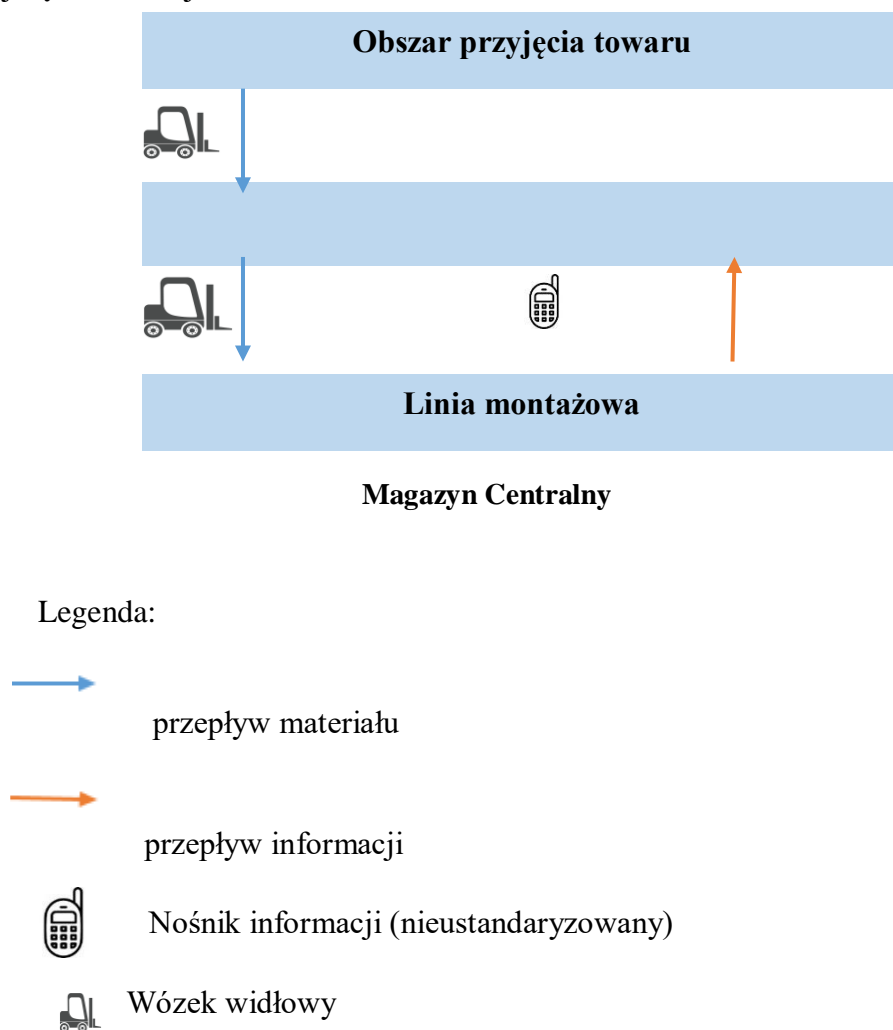 Obszar przyjęcia towaru
Linia montażowa
Magazyn Centralny
Legenda:
przepływ materiału
przepływ informacji
Nośnik informacji (nieustandaryzowany)
Wózek widłowy